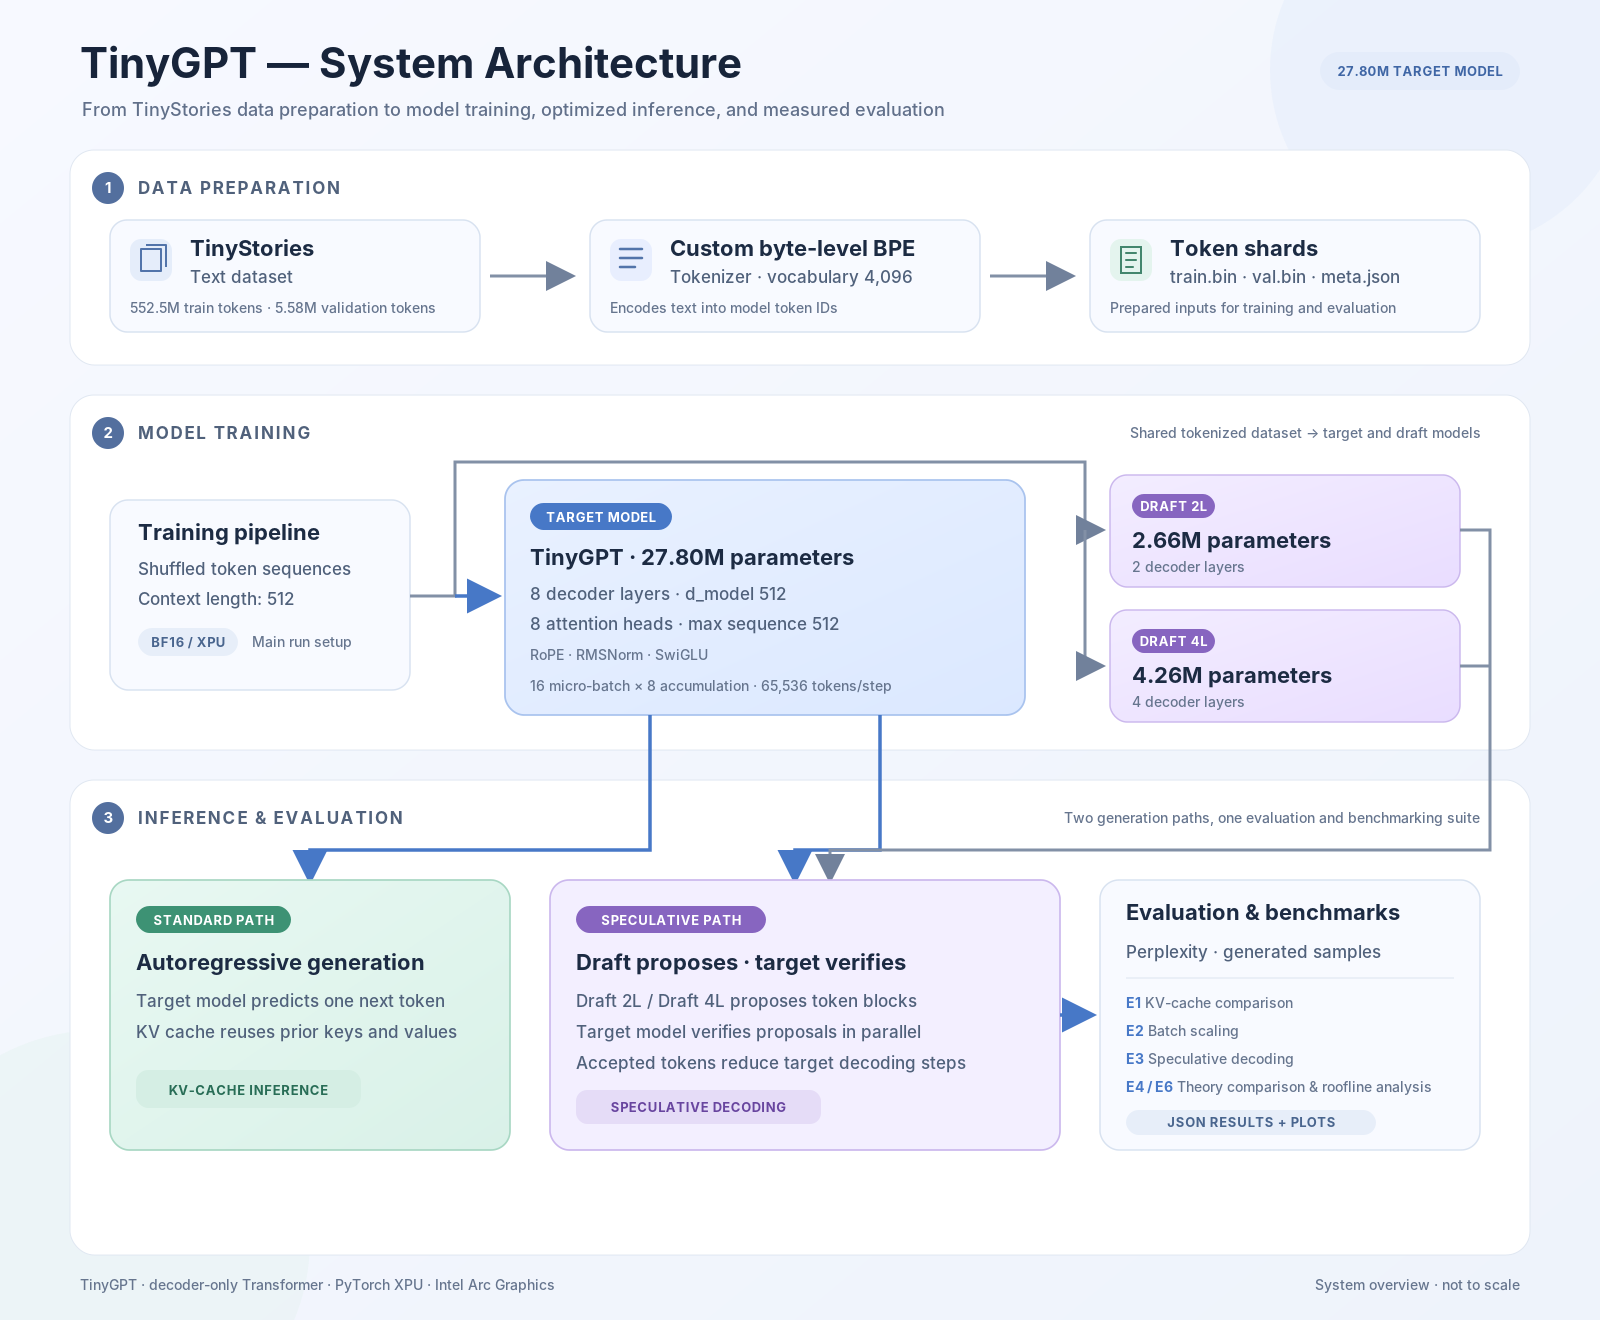 TinyGPT — System Architecture
27.80M TARGET MODEL
From TinyStories data preparation to model training, optimized inference, and measured evaluation
1 DATA PREPARATION
TinyStories
Text dataset
552.5M train tokens · 5.58M validation tokens
Custom byte-level BPE
Tokenizer · vocabulary 4,096
Encodes text into model token IDs
Token shards
train.bin · val.bin · meta.json
Prepared inputs for training and evaluation
2 MODEL TRAINING
Shared tokenized dataset → target and draft models
Training pipeline
Shuffled token sequences
Context length: 512
BF16 / XPU Main run setup
TARGET MODEL
TinyGPT · 27.80M parameters
8 decoder layers · d_model 512
8 attention heads · max sequence 512
RoPE · RMSNorm · SwiGLU
16 micro-batch × 8 accumulation · 65,536 tokens/step
DRAFT 2L
2.66M parameters
2 decoder layers
DRAFT 4L
4.26M parameters
4 decoder layers
3 INFERENCE & EVALUATION
Two generation paths, one evaluation and benchmarking suite
STANDARD PATH
Autoregressive generation
Target model predicts one next token
KV cache reuses prior keys and values
KV-CACHE INFERENCE
SPECULATIVE PATH
Draft proposes · target verifies
Draft 2L / Draft 4L proposes token blocks
Target model verifies proposals in parallel
Accepted tokens reduce target decoding steps
SPECULATIVE DECODING
Evaluation & benchmarks
Perplexity · generated samples
E1 KV-cache comparison
E2 Batch scaling
E3 Speculative decoding
E4 / E6 Theory comparison & roofline analysis
JSON RESULTS + PLOTS
TinyGPT · decoder-only Transformer · PyTorch XPU · Intel Arc Graphics
System overview · not to scale